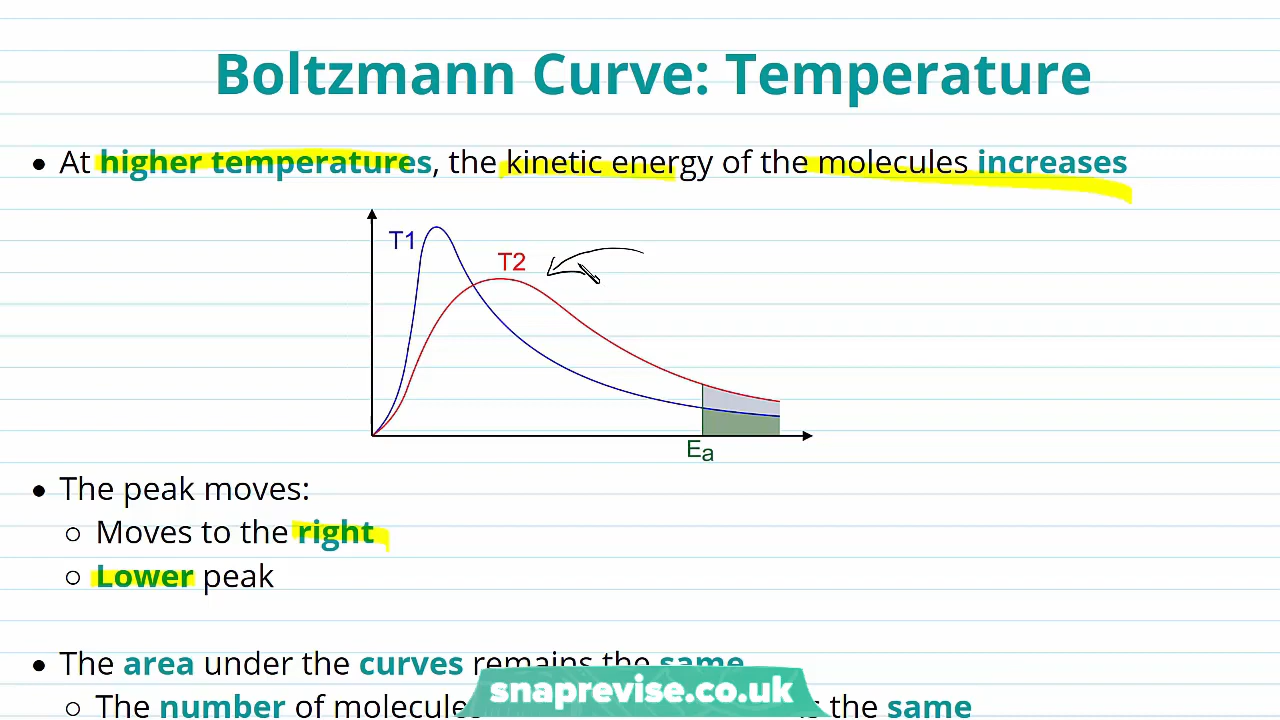 Boltzmann Curve: Temperature
• At higher temperatures, the kinetic energy of the molecules increases
T1
T2
Ea
• The peak moves:
○ Moves to the right
○ Lower peak
• The area under the curves remains the same
snaprevise.co.uk
○ The number of molecules the same